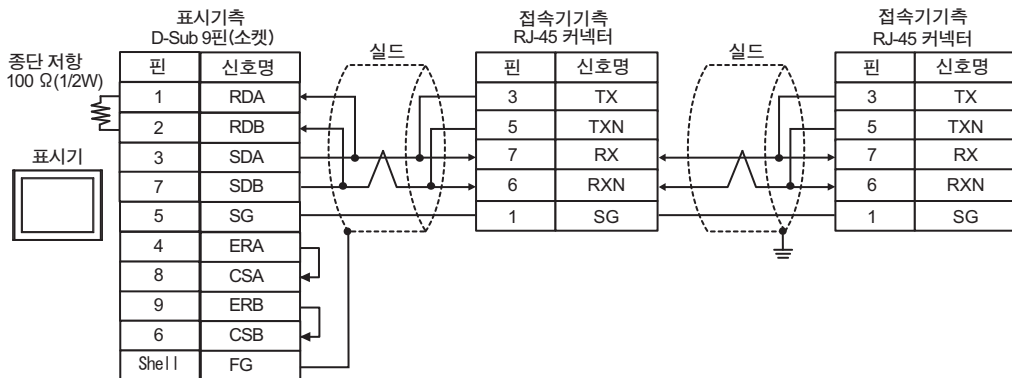 표시기측
D-Sub 9핀(소켓)
종단 저항
100 Ω(1/2W)
표시기
핀 신호명
1 RDA
2 RDB
3 SDA
7 SDB
5 SG
4 ERA
8 CSA
9 ERB
6 CSB
Shell FG
실드
접속기기측
RJ-45 커넥터
핀 신호명
3 TX
5 TXN
7 RX
6 RXN
1 SG
실드
접속기기측
RJ-45 커넥터
핀 신호명
3 TX
5 TXN
7 RX
6 RXN
1 SG